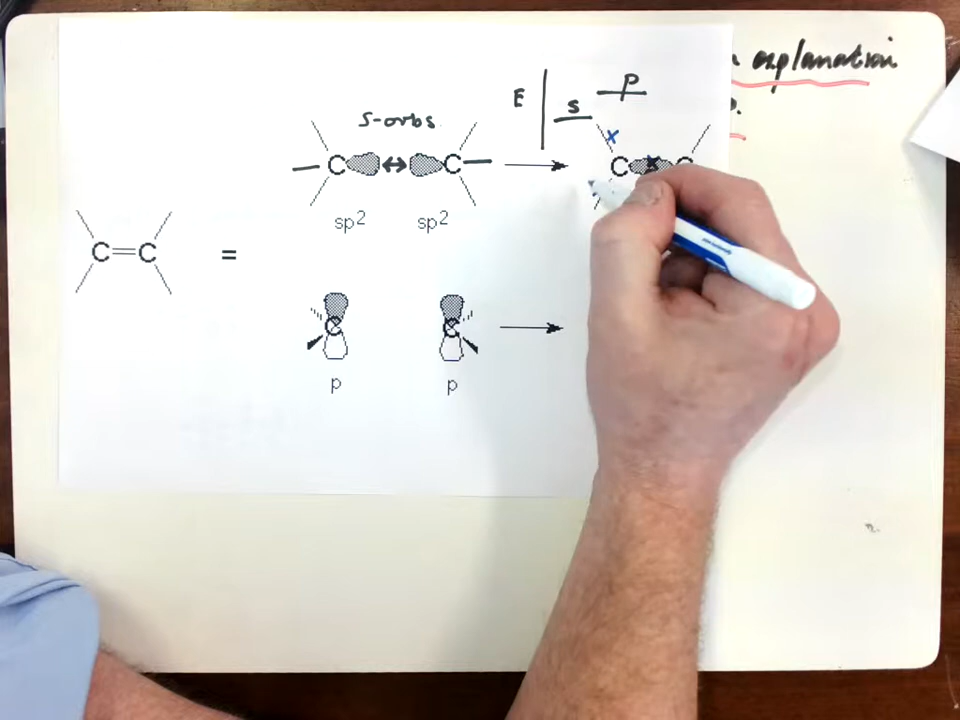 explanation
E s p
S-orbs
C C C C
sp2 sp2
C=C =
C C
p p